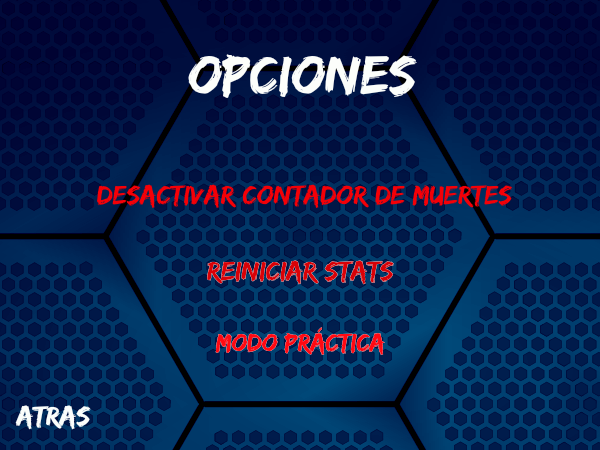 OPCIONES
DESACTIVAR CONTADOR DE MUERTES
REINICIAR STATS
MODO PRÁCTICA
ATRAS